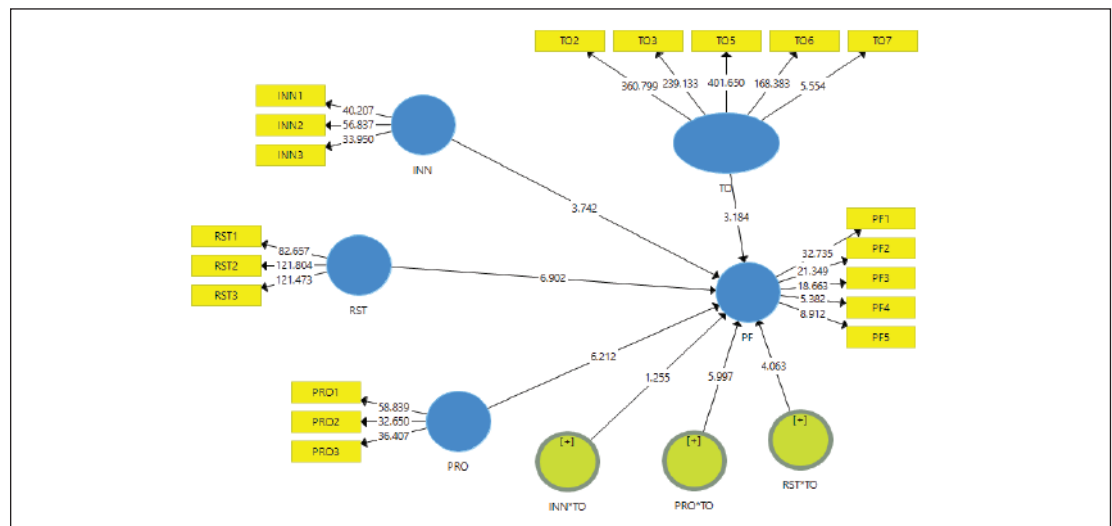 TO2 TO3 TO5 TO6 TO7
360.799 239.133 401.650 168.383 5.554
TO
3.184
INN1
INN2
INN3
40.207
56.837
33.950
INN
3.742
RST1
RST2
RST3
82.657
121.804
121.473
RST
6.902
PF1
PF2
PF3
PF4
PF5
32.735
21.349
18.663
5.382
8.912
PF
PRO1
PRO2
PRO3
58.839
32.650
36.407
PRO
6.212
1.255
5.997
4.063
[+]
INN*TO
[+]
PRO*TO
[+]
RST*TO